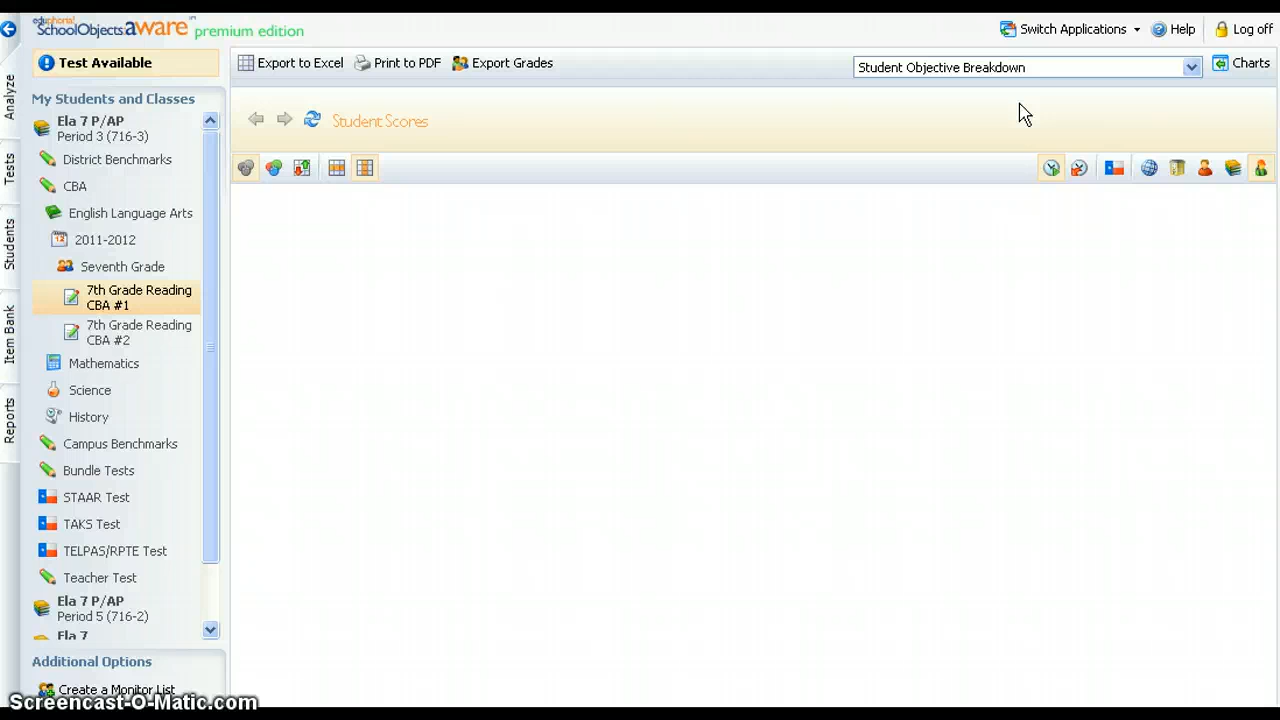 eduphoria!
SchoolObjects: aware premium edition
Switch Applications
Help
Log off
Test Available
Export to Excel
Print to PDF
Export Grades
Student Objective Breakdown
Charts
Analyze
Tests
Students
Item Bank
Reports
My Students and Classes
Ela 7 P/AP
Period 3 (716-3)
District Benchmarks
CBA
English Language Arts
2011-2012
Seventh Grade
7th Grade Reading
CBA #1
7th Grade Reading
CBA #2
Mathematics
Science
History
Campus Benchmarks
Bundle Tests
STAAR Test
TAKS Test
TELPAS/RPTE Test
Teacher Test
Ela 7 P/AP
Period 5 (716-2)
Ela 7
Student Scores
Additional Options
Create a Monitor List
Screencast-O-Matic.com